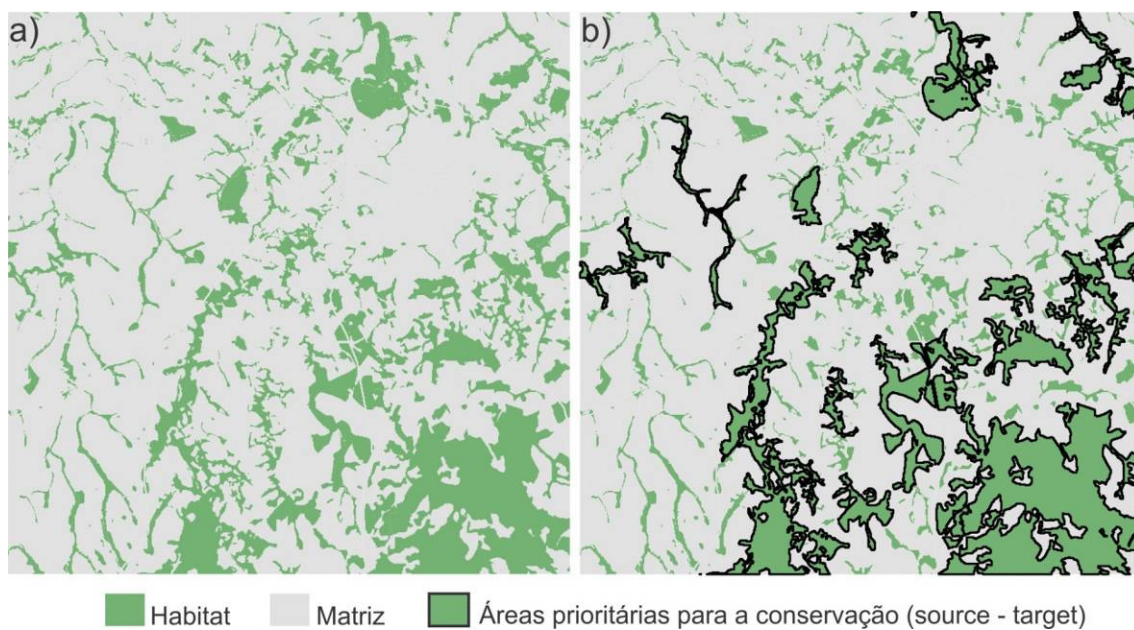 a)
b)
Habitat
Matriz
Áreas prioritárias para a conservação (source - target)